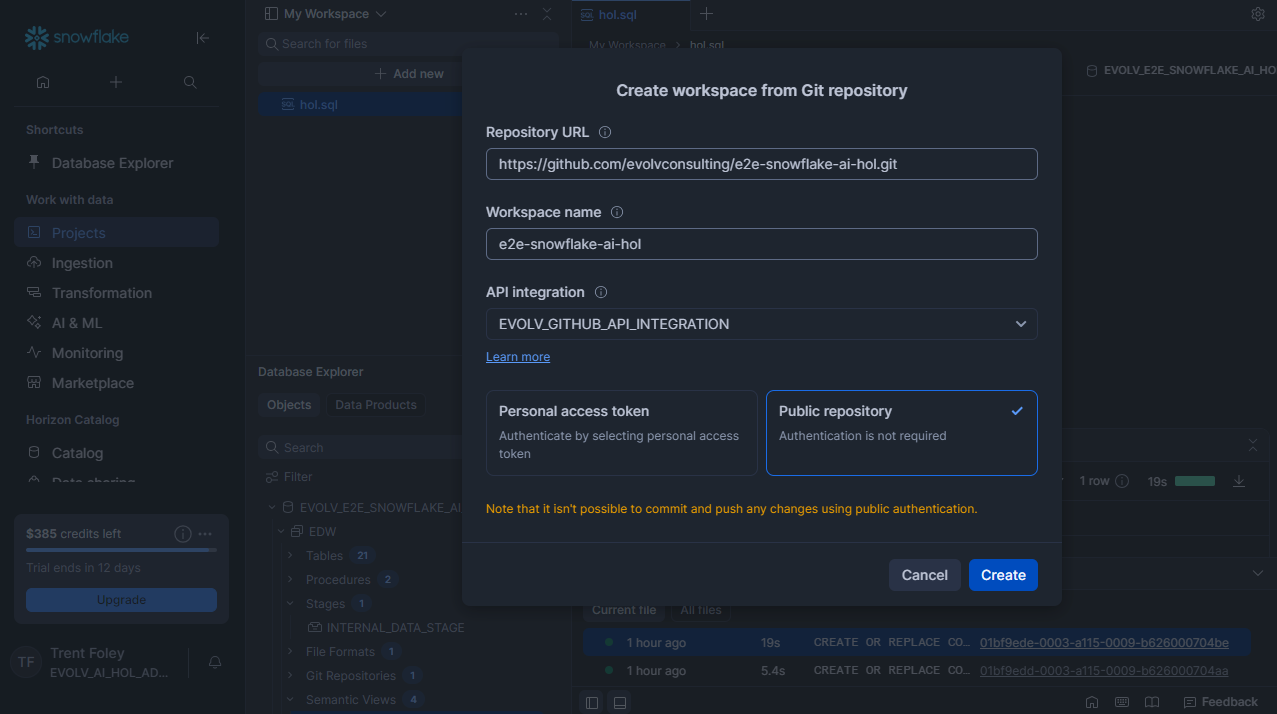 snowflake
Shortcuts
Database Explorer
Work with data
Projects
Ingestion
Transformation
AI & ML
Monitoring
Marketplace
Horizon Catalog
Catalog
Data sharing
$385 credits left
Trial ends in 12 days
Upgrade
TF
Trent Foley
EVOLV_AI_HOL_AD...
My Workspace
Search for files
Add new
SQL hol.sql
Database Explorer
Objects
Data Products
Search
Filter
EVOLV_E2E_SNOWFLAKE_AI
EDW
Tables 21
Procedures 2
Stages 1
INTERNAL_DATA_STAGE
File Formats 1
Git Repositories 1
Semantic Views 4
SQL hol.sql
My Workspace > hol.sql
EVOLV_E2E_SNOWFLAKE_AI_HO
Create workspace from Git repository
Repository URL
https://github.com/evolvconsulting/e2e-snowflake-ai-hol.git
Workspace name
e2e-snowflake-ai-hol
API integration
EVOLV_GITHUB_API_INTEGRATION
Learn more
Personal access token
Authenticate by selecting personal access
token
Public repository
Authentication is not required
Note that it isn't possible to commit and push any changes using public authentication.
Cancel
Create
1 row
19s
Current file
All files
1 hour ago 19s CREATE OR REPLACE CO... 01bf9ede-0003-a115-0009-b626000704be
1 hour ago 5.4s CREATE OR REPLACE CO... 01bf9edd-0003-a115-0009-b626000704aa
Feedback